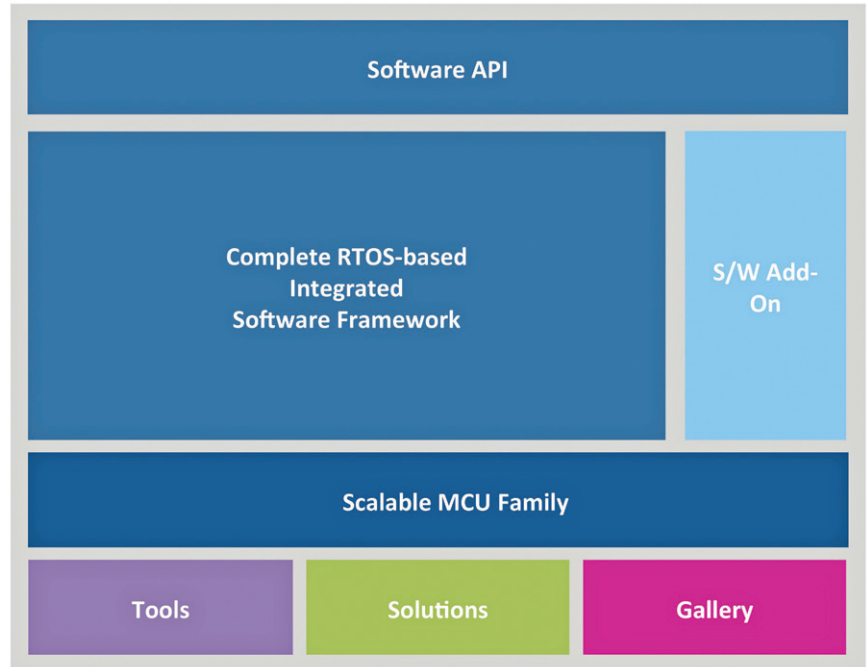 Software API
Complete RTOS-based
Integrated
Software Framework
S/W Add-
On
Scalable MCU Family
Tools
Solutions
Gallery